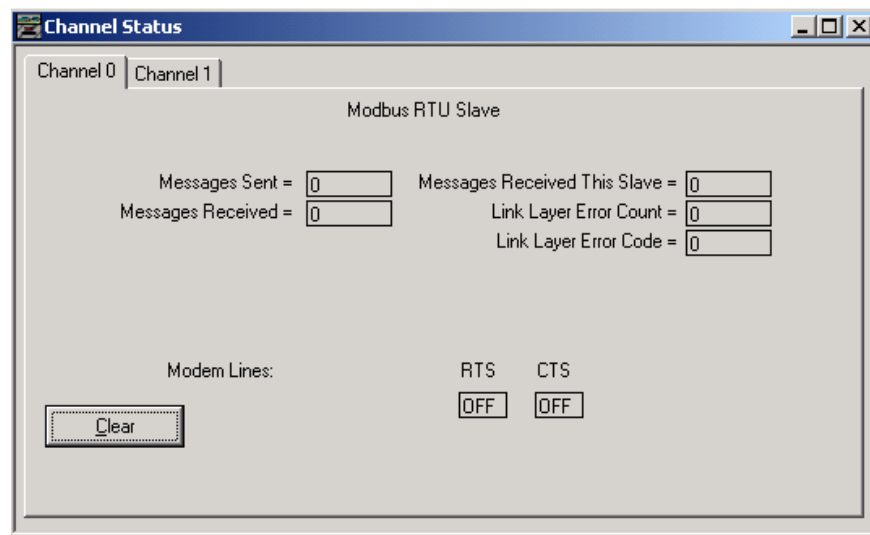 Channel Status
Channel 0 Channel 1
Modbus RTU Slave
Messages Sent = 0 Messages Received This Slave = 0
Messages Received = 0 Link Layer Error Count = 0
Link Layer Error Code = 0
Modem Lines: RTS CTS
OFF OFF
Clear